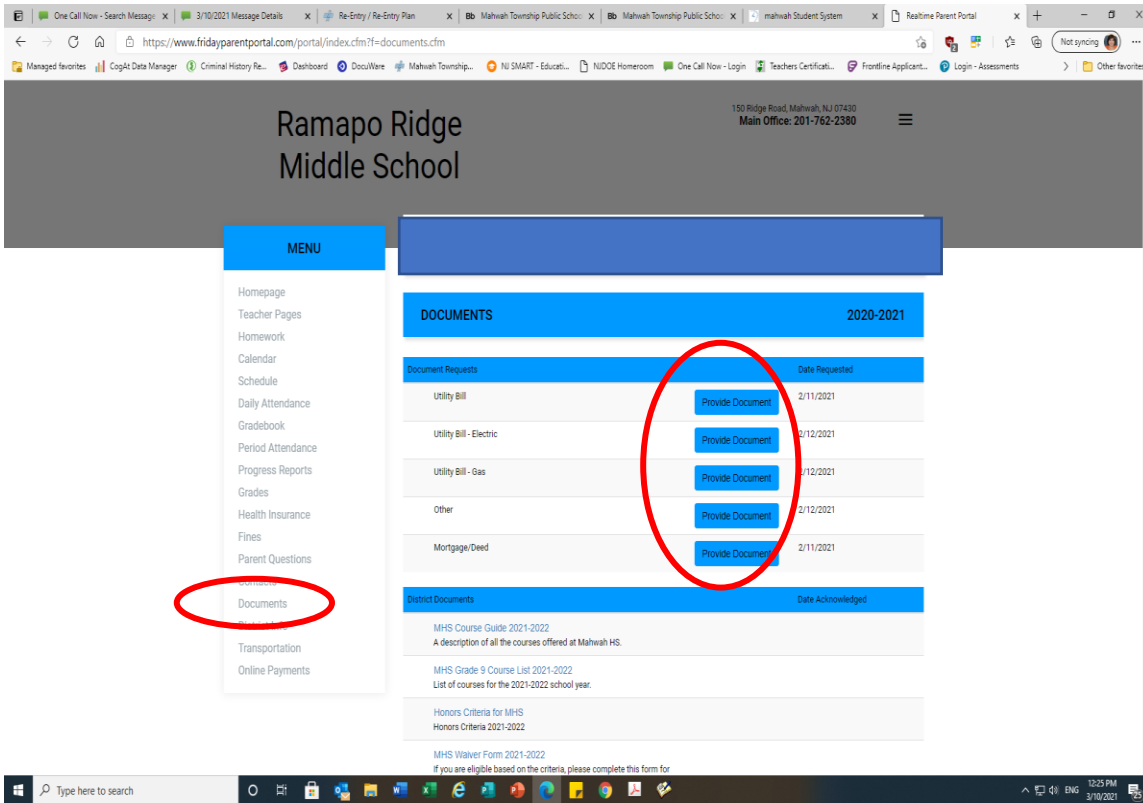 One Call Now - Search Message
3/10/2021 Message Details
Re-Entry / Re-Entry Plan
Bb Mahwah Township Public Schoo
Bb Mahwah Township Public Schoo
mahwah Student System
Realtime Parent Portal
https://www.fridayparentportal.com/portal/index.cfm?f=documents.cfm
Not syncing
Managed favorites
CogAt Data Manager
Criminal History Re...
Dashboard
DocuWare
Mahwah Township...
NJ SMART - Educati...
NJDOE Homeroom
One Call Now - Login
Teachers Certificati...
Frontline Applicant...
Login - Assessments
Other favorites
Ramapo Ridge
Middle School
150 Ridge Road, Mahwah, NJ 07430
Main Office: 201-762-2380
MENU
Homepage
Teacher Pages
Homework
Calendar
Schedule
Daily Attendance
Gradebook
Period Attendance
Progress Reports
Grades
Health Insurance
Fines
Parent Questions
Contacts
Documents
Transportation
Online Payments
DOCUMENTS 2020-2021
Document Requests Date Requested
Utility Bill Provide Document 2/11/2021
Utility Bill - Electric Provide Document 2/12/2021
Utility Bill - Gas Provide Document 2/12/2021
Other Provide Document 2/12/2021
Mortgage/Deed Provide Document 2/11/2021
District Documents Date Acknowledged
MHS Course Guide 2021-2022
A description of all the courses offered at Mahwah HS.
MHS Grade 9 Course List 2021-2022
List of courses for the 2021-2022 school year.
Honors Criteria for MHS
Honors Criteria 2021-2022
MHS Waiver Form 2021-2022
If you are eligible based on the criteria, please complete this form for
Type here to search
ENG
12:25 PM
3/10/2021
25